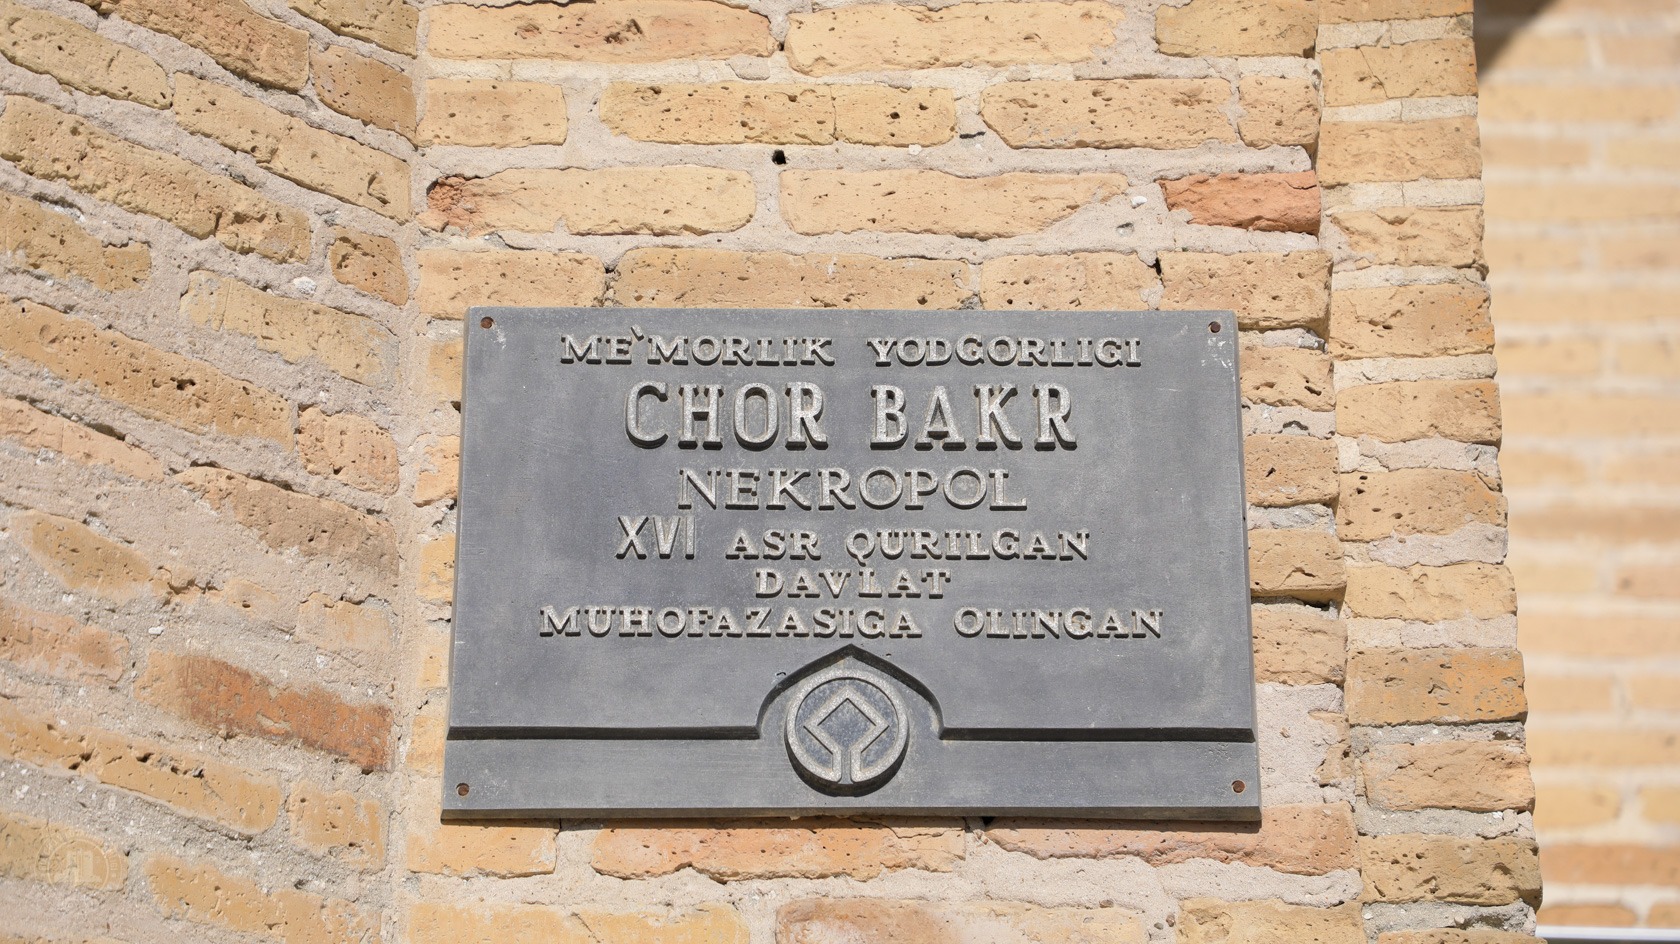 ME`MORLIK YODGORLIGI
CHOR BAKR
NEKROPOL
XVI ASR QURILGAN
DAVLAT
MUHOFAZASIGA OLINGAN